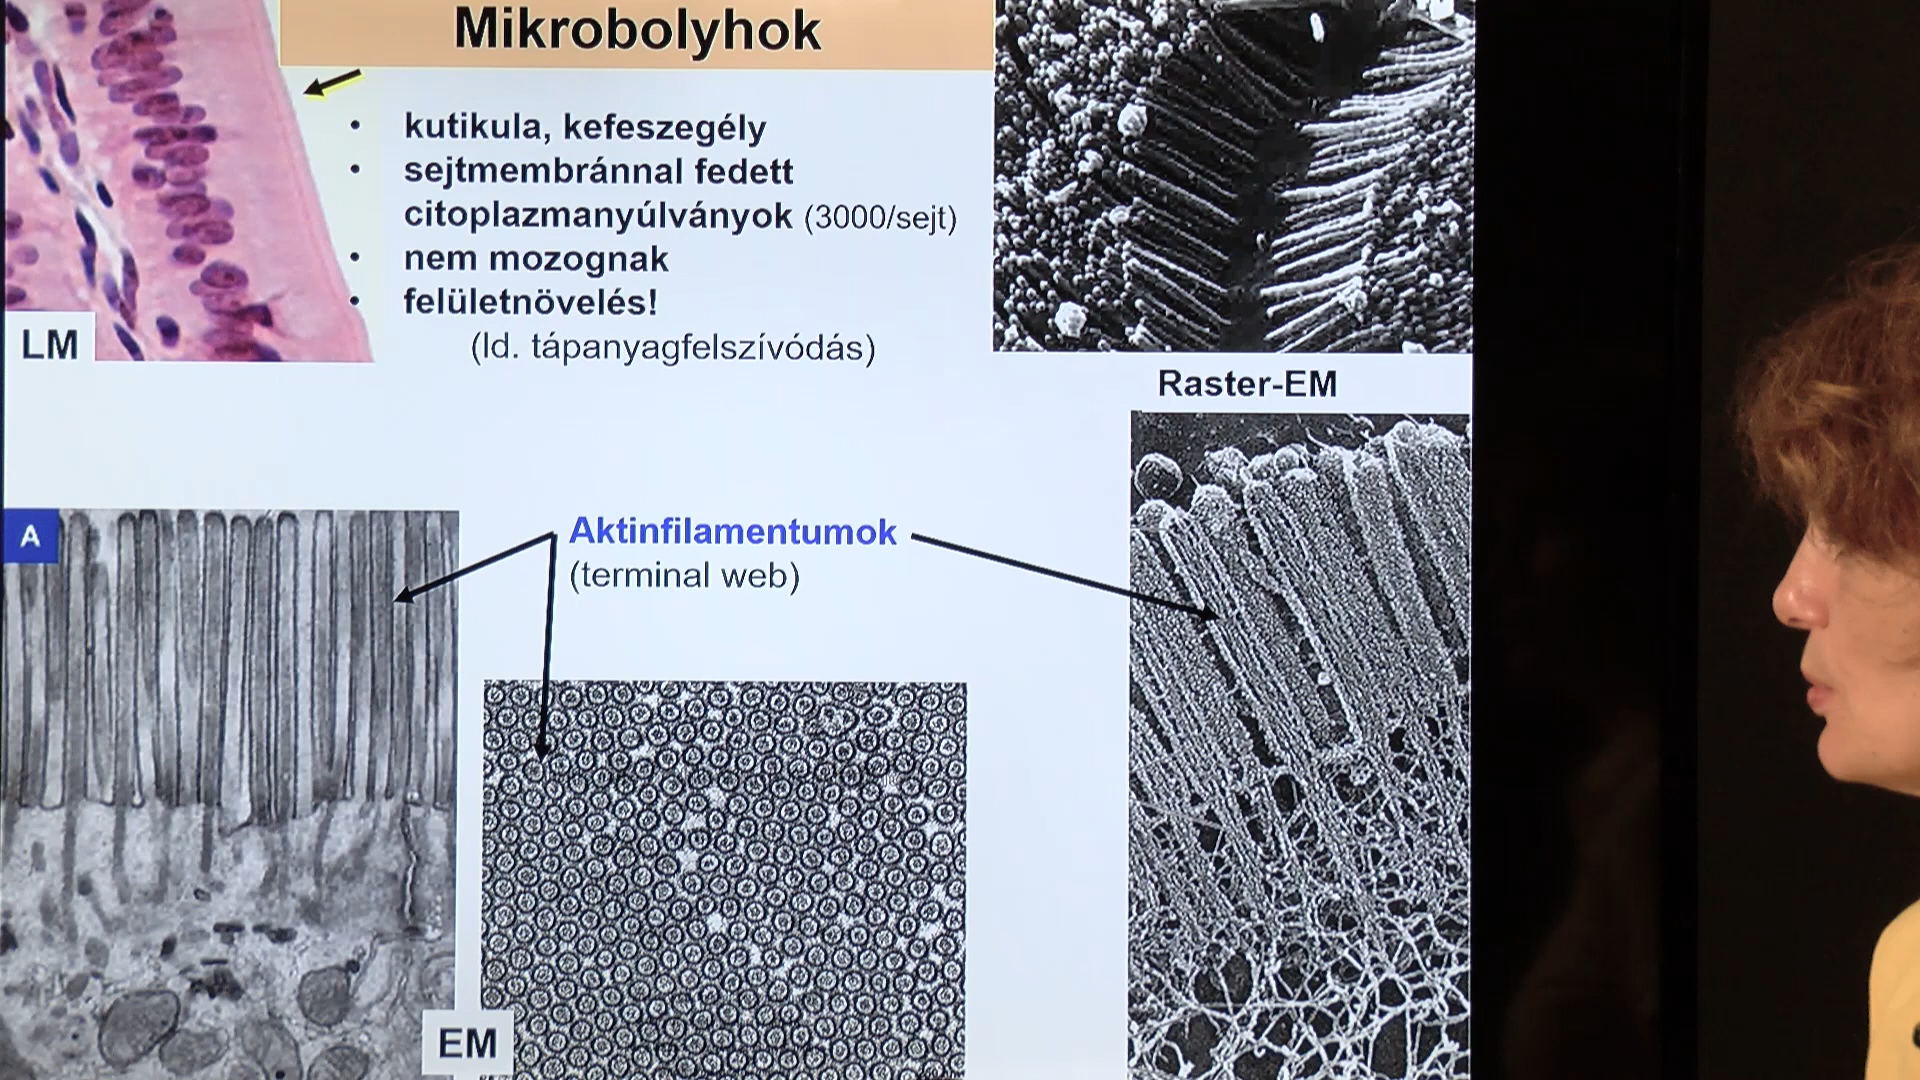 Mikrobolyhok
• kutikula, kefeszegély
• sejtmembránnal fedett
citoplazmanyúlványok (3000/sejt)
• nem mozognak
• felületnövelés!
(ld. tápanyagfelszívódás)
LM
Raster-EM
A
Aktinfilamentumok
(terminal web)
EM